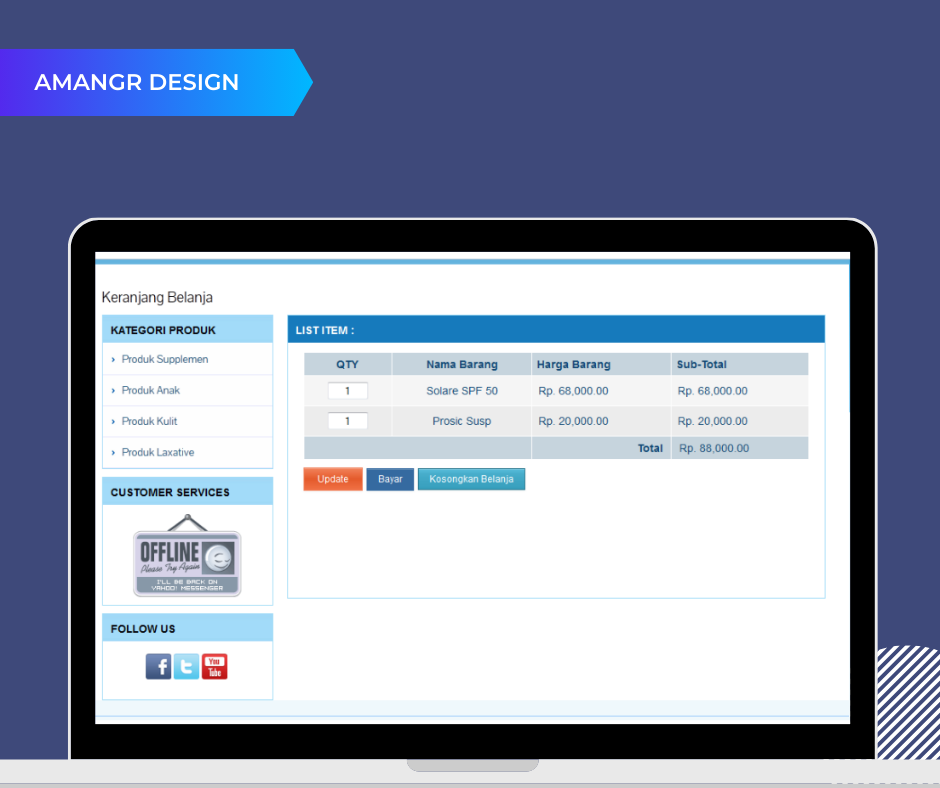 AMANGR DESIGN
Keranjang Belanja
KATEGORI PRODUK
› Produk Supplemen
› Produk Anak
› Produk Kulit
› Produk Laxative
CUSTOMER SERVICES
OFFLINE
Please Try Again
I'LL BE BACK ON
YAHOO! MESSENGER
FOLLOW US
f t You
Tube
LIST ITEM :
QTY Nama Barang Harga Barang Sub-Total
1 Solare SPF 50 Rp. 68,000.00 Rp. 68,000.00
1 Prosic Susp Rp. 20,000.00 Rp. 20,000.00
Total Rp. 88,000.00
Update Bayar Kosongkan Belanja